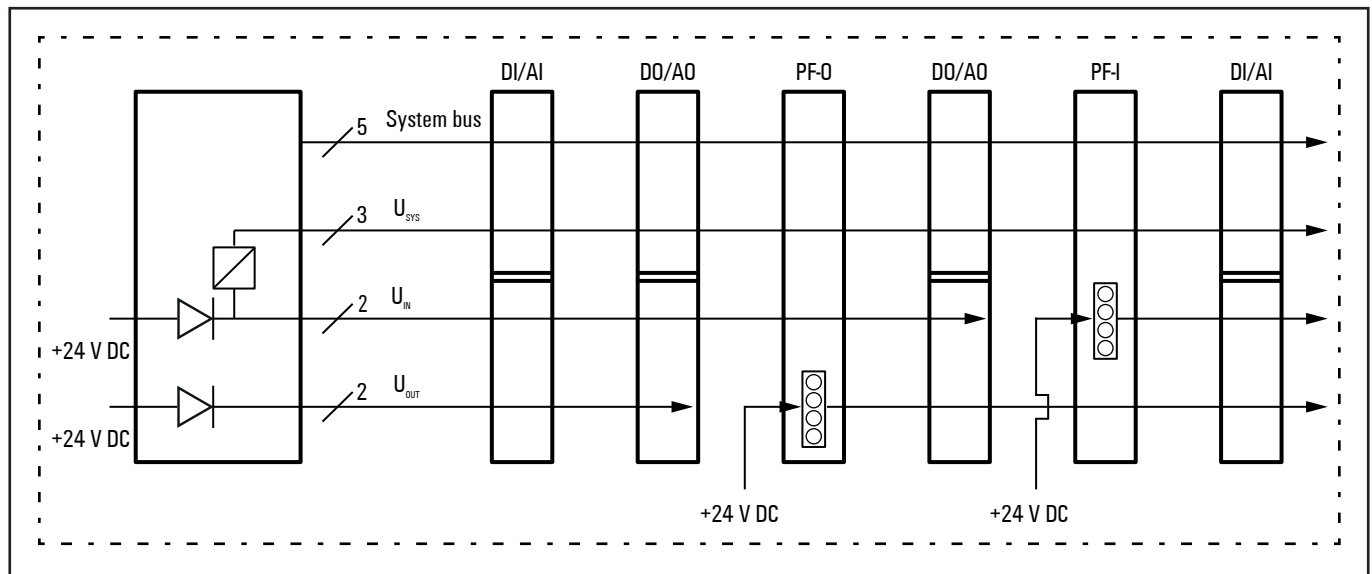 DI/AI
DO/AO
PF-O
DO/AO
PF-I
DI/AI
5 System bus
3 U_SYS
2 U_IN
+24 V DC
2 U_OUT
+24 V DC
+24 V DC
+24 V DC